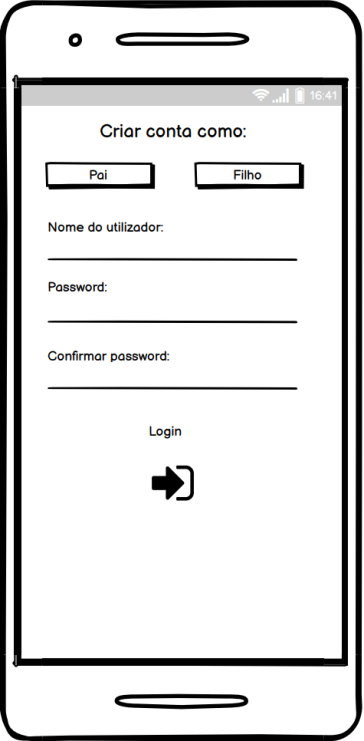 16:41
Criar conta como:
Pai Filho
Nome do utilizador:
Password:
Confirmar password:
Login